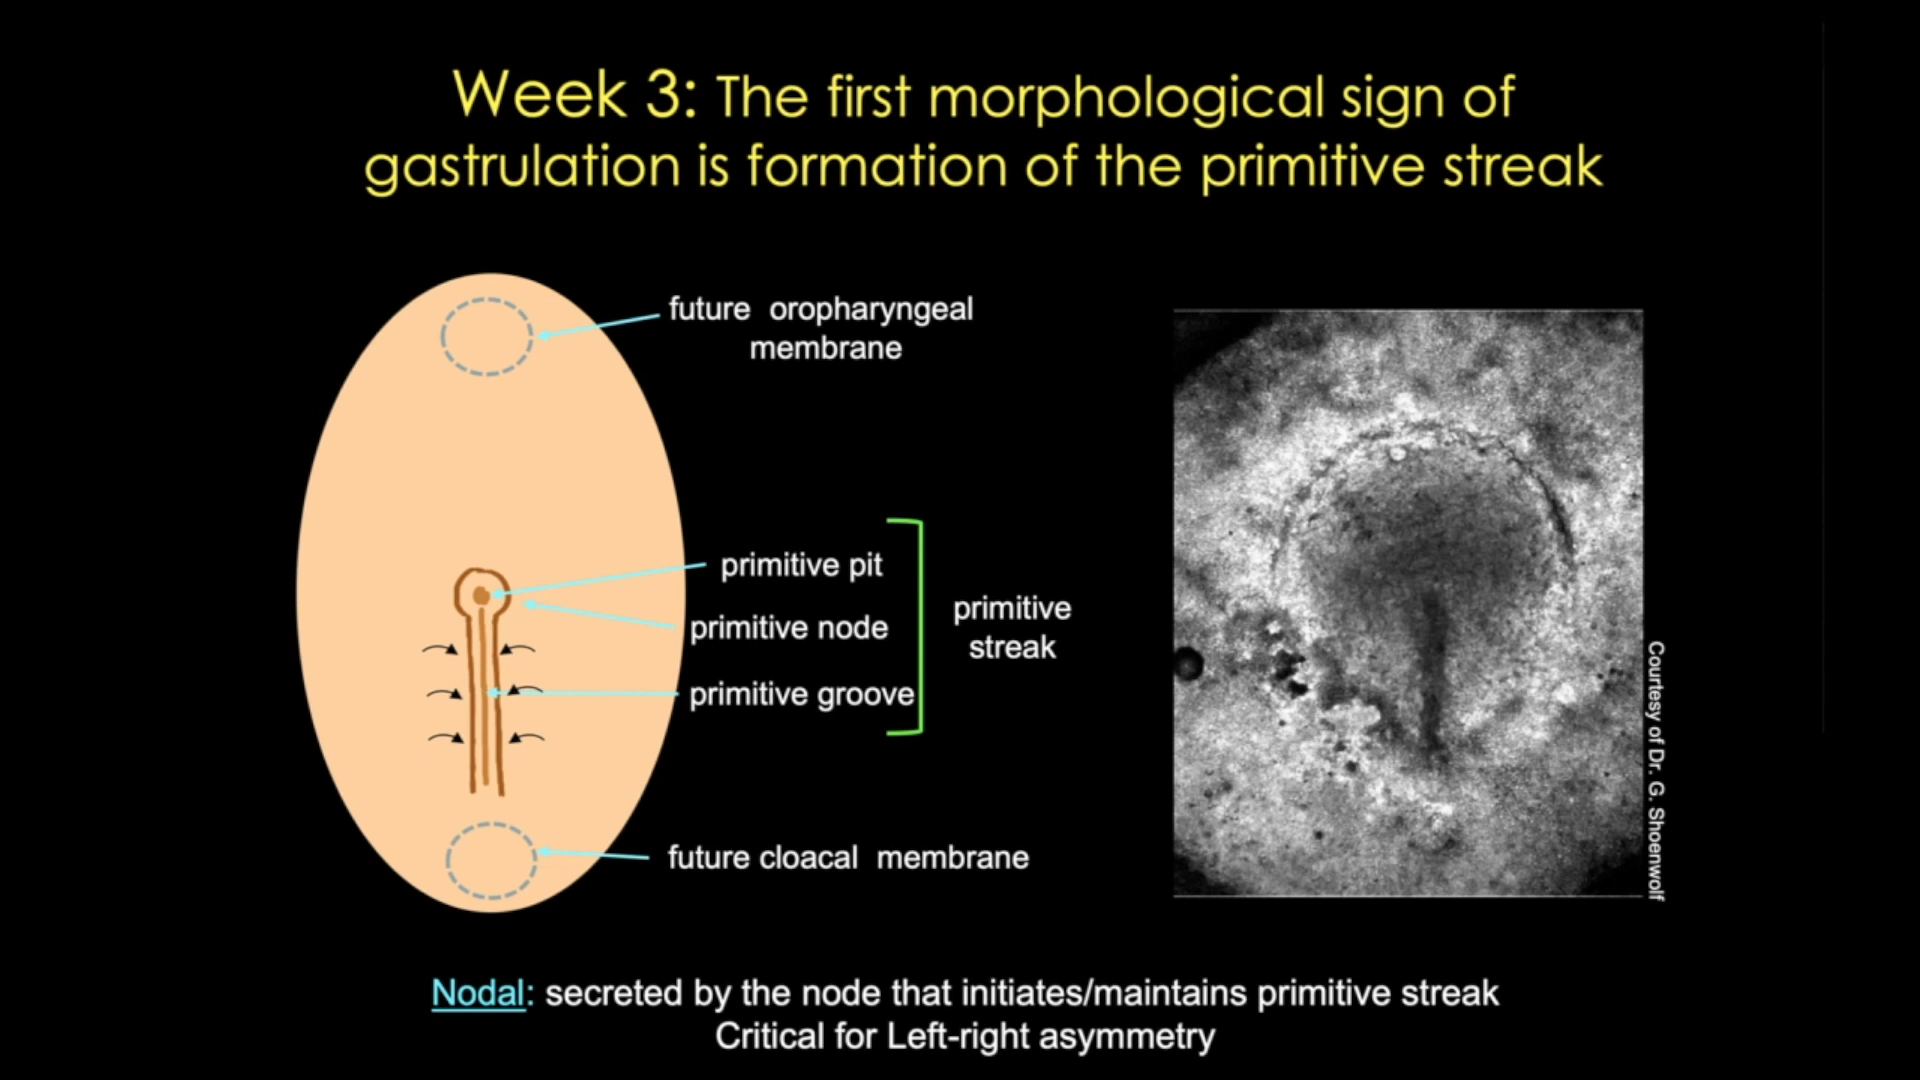 Week 3: The first morphological sign of
gastrulation is formation of the primitive streak
future oropharyngeal
membrane
primitive pit
primitive node
primitive groove
primitive
streak
future cloacal membrane
Courtesy of Dr. G. Shoenwolf
Nodal: secreted by the node that initiates/maintains primitive streak
Critical for Left-right asymmetry